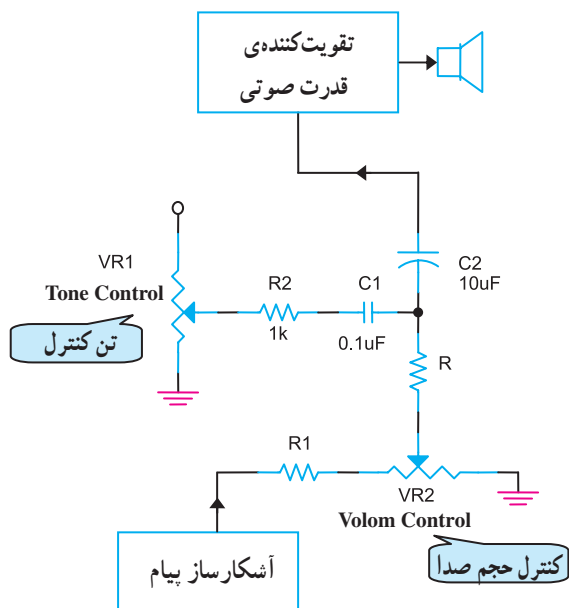 تقویت‌کننده‌ی
قدرت صوتی
VR1
Tone Control
تن کنترل
R2
1k
C1
0.1uF
C2
10uF
R
R1
VR2
Volom Control
کنترل حجم صدا
آشکارساز پیام